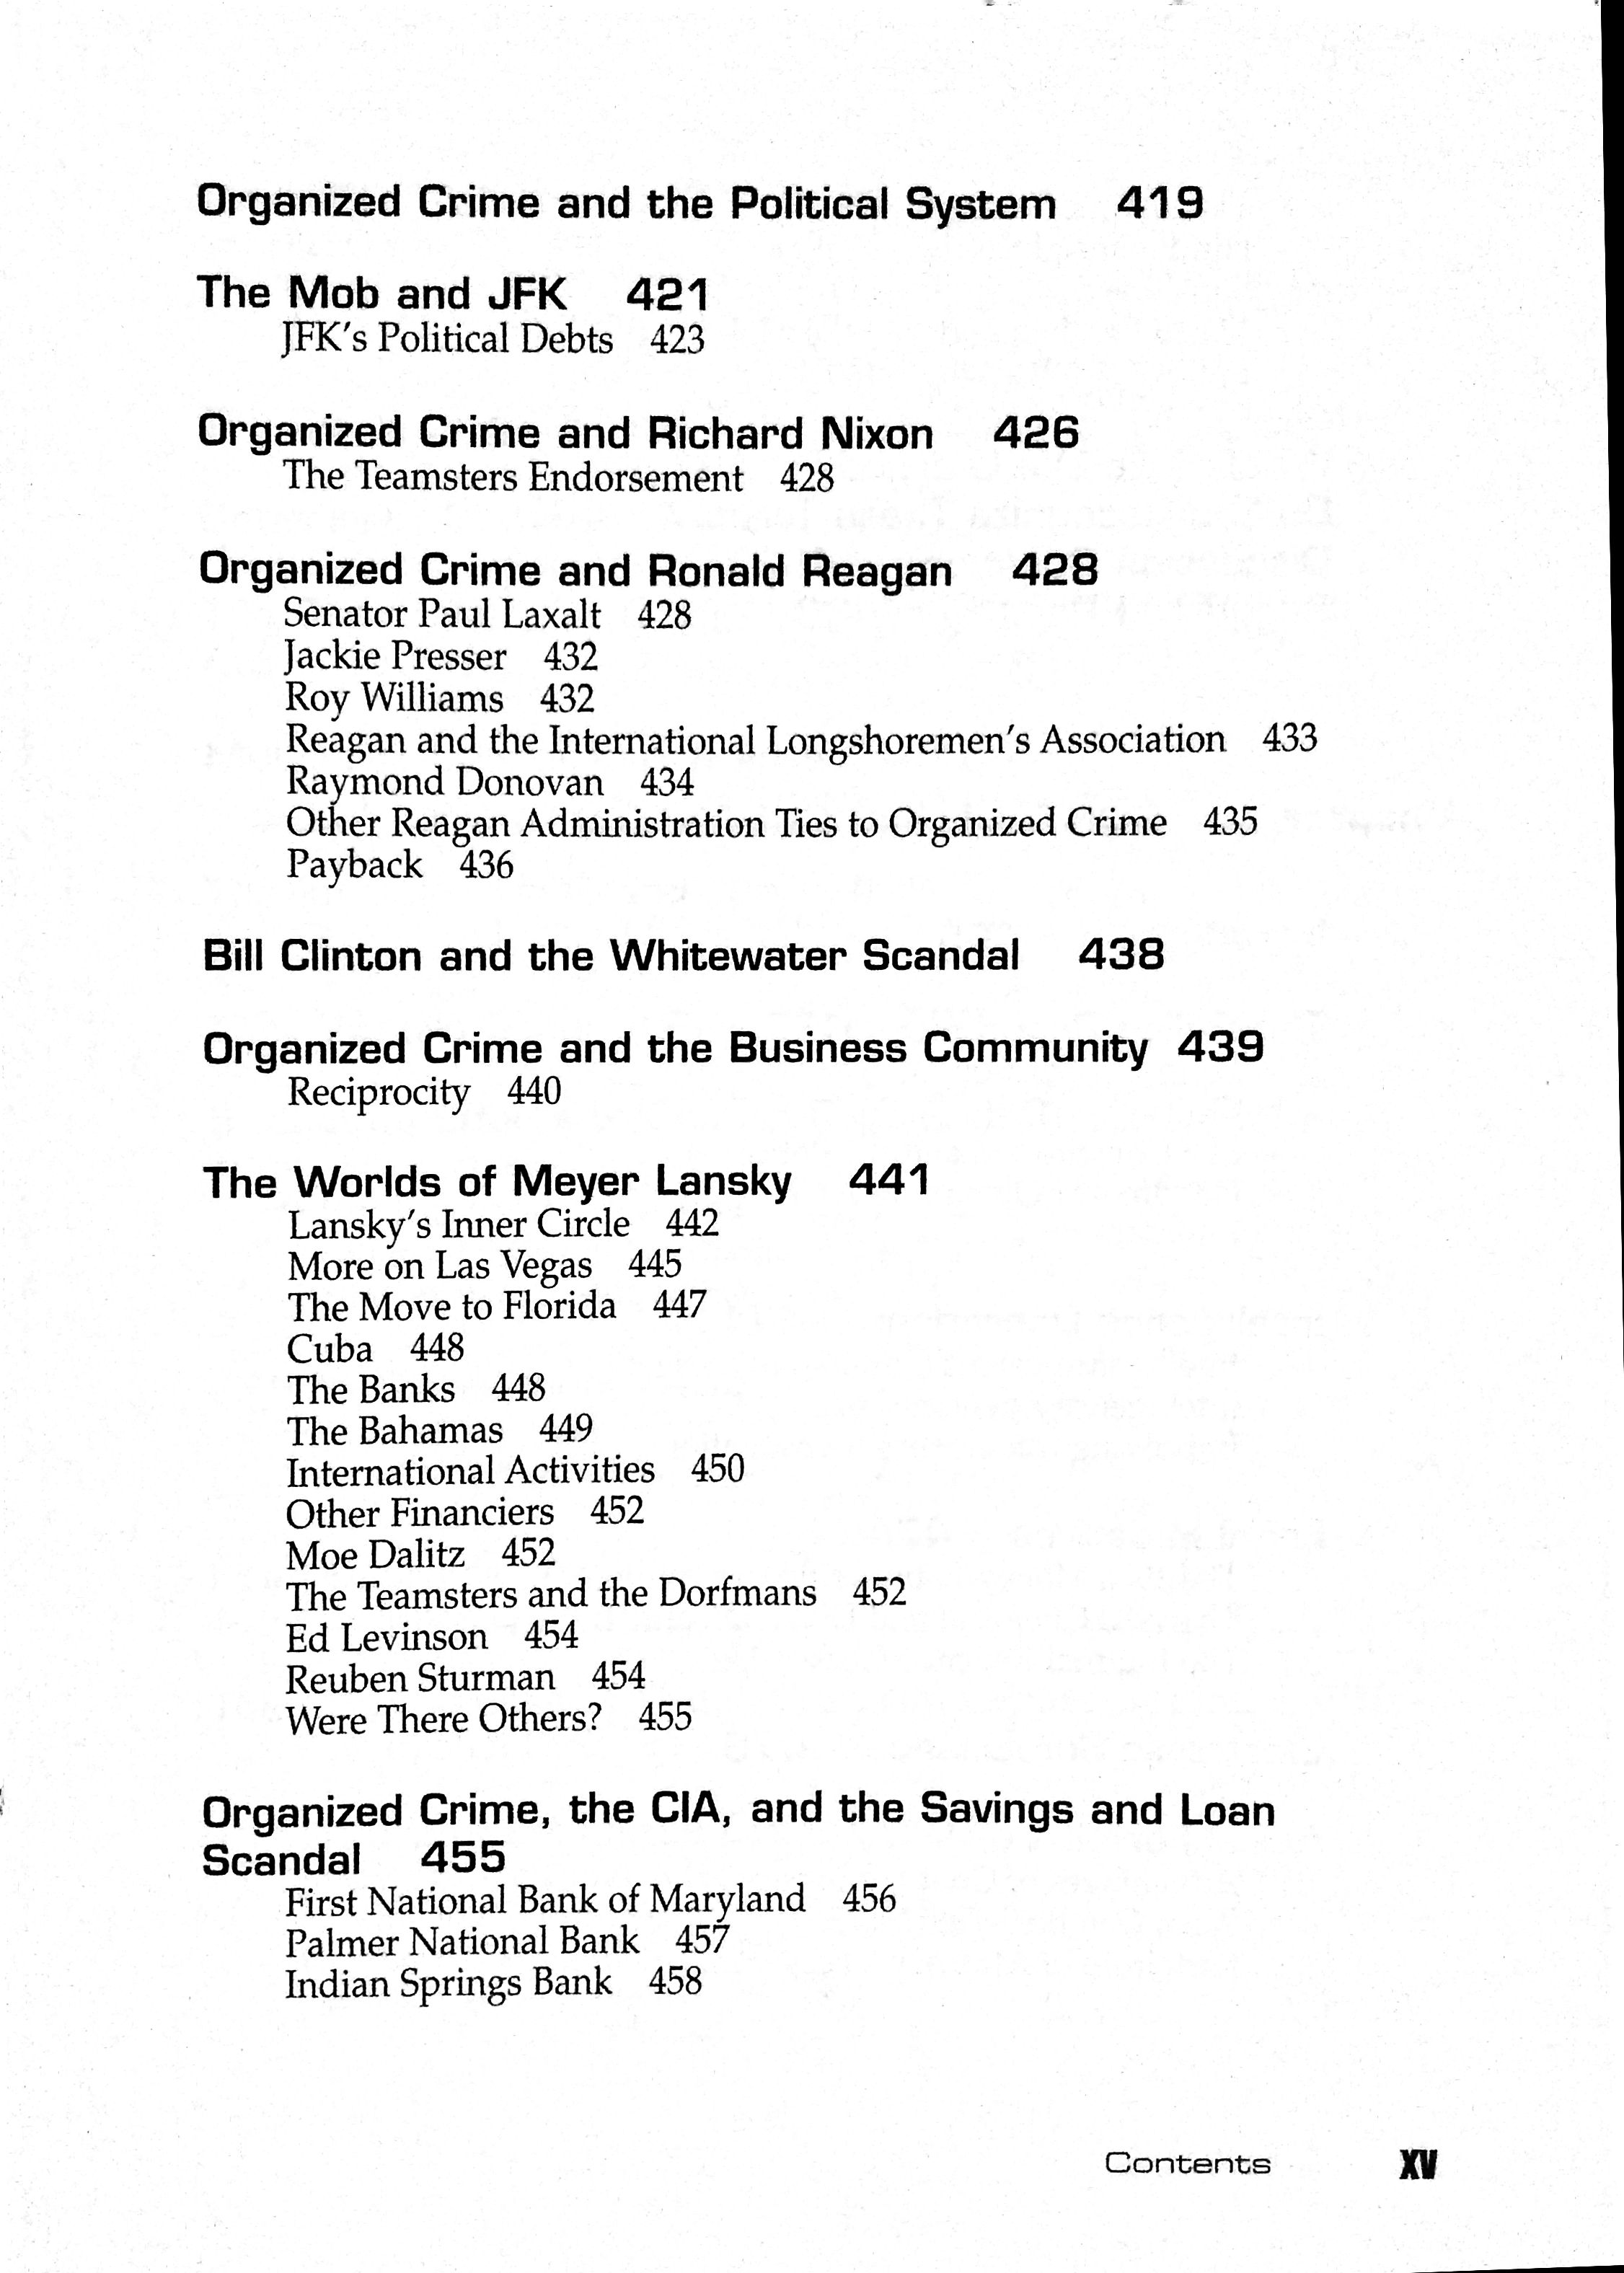 Organized Crime and the Political System 419
The Mob and JFK 421
JFK's Political Debts 423
Organized Crime and Richard Nixon 426
The Teamsters Endorsement 428
Organized Crime and Ronald Reagan 428
Senator Paul Laxalt 428
Jackie Presser 432
Roy Williams 432
Reagan and the International Longshoremen's Association 433
Raymond Donovan 434
Other Reagan Administration Ties to Organized Crime 435
Payback 436
Bill Clinton and the Whitewater Scandal 438
Organized Crime and the Business Community 439
Reciprocity 440
The Worlds of Meyer Lansky 441
Lansky's Inner Circle 442
More on Las Vegas 445
The Move to Florida 447
Cuba 448
The Banks 448
The Bahamas 449
International Activities 450
Other Financiers 452
Moe Dalitz 452
The Teamsters and the Dorfmans 452
Ed Levinson 454
Reuben Sturman 454
Were There Others? 455
Organized Crime, the CIA, and the Savings and Loan
Scandal 455
First National Bank of Maryland 456
Palmer National Bank 457
Indian Springs Bank 458
Contents XV